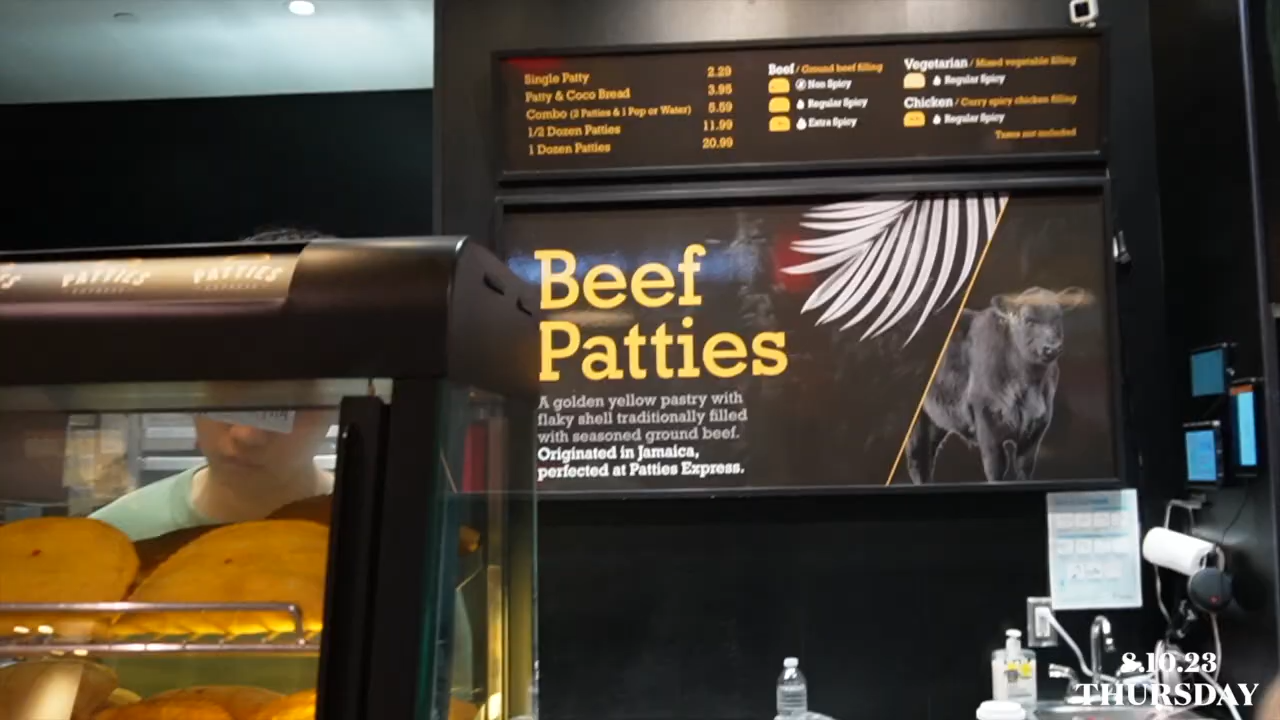 Single Patty 2.29
Patty & Coco Bread 3.95
Combo (2 Patties & 1 Pop or Water) 5.59
1/2 Dozen Patties 11.99
1 Dozen Patties 20.99
Beef / Ground beef filling
Non Spicy
Regular Spicy
Extra Spicy
Vegetarian / Mixed vegetable filling
Regular Spicy
Chicken / Curry spicy chicken filling
Regular Spicy
Taxes not included
PATTIES
EXPRESS
PATTIES
EXPRESS
Beef
Patties
A golden yellow pastry with
flaky shell traditionally filled
with seasoned ground beef.
Originated in Jamaica,
perfected at Patties Express.
8.10.23
THURSDAY